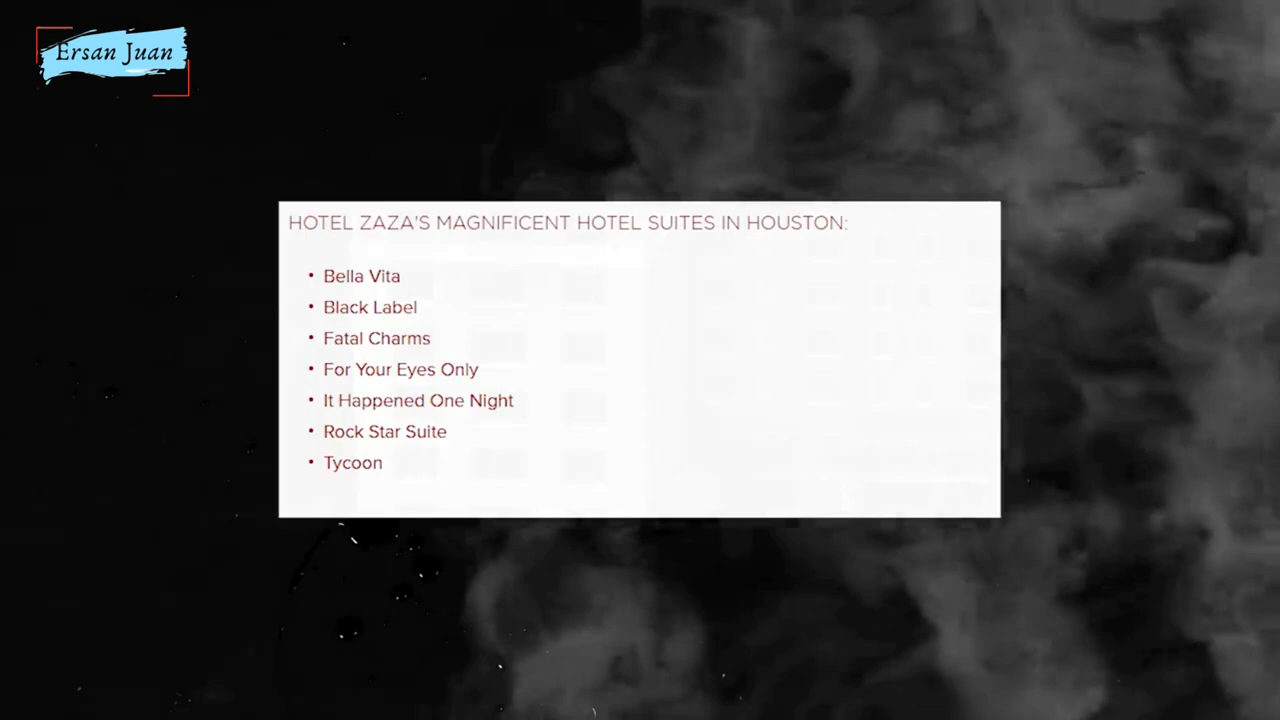 Ersan Juan
HOTEL ZAZA'S MAGNIFICENT HOTEL SUITES IN HOUSTON:
• Bella Vita
• Black Label
• Fatal Charms
• For Your Eyes Only
• It Happened One Night
• Rock Star Suite
• Tycoon